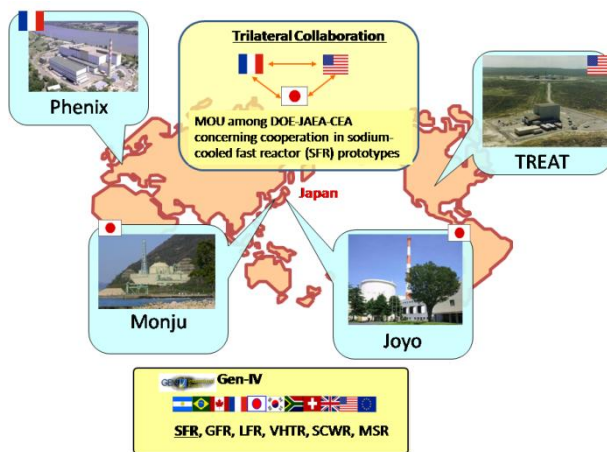 Trilateral Collaboration
MOU among DOE-JAEA-CEA
concerning cooperation in sodium-
cooled fast reactor (SFR) prototypes
Phenix
TREAT
Japan
Monju
Joyo
Gen-IV
SFR, GFR, LFR, VHTR, SCWR, MSR